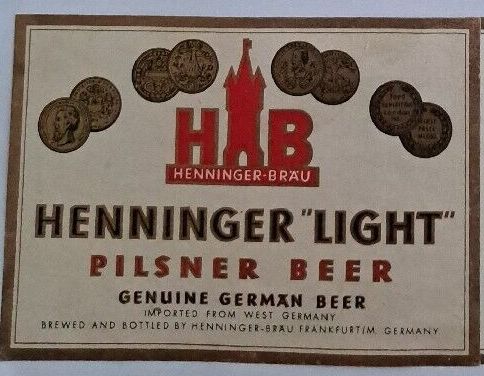 H B
HENNINGER-BRÄU
HENNINGER "LIGHT"
PILSNER BEER
GENUINE GERMAN BEER
IMPORTED FROM WEST GERMANY
BREWED AND BOTTLED BY HENNINGER-BRÄU FRANKFURT/M. GERMANY